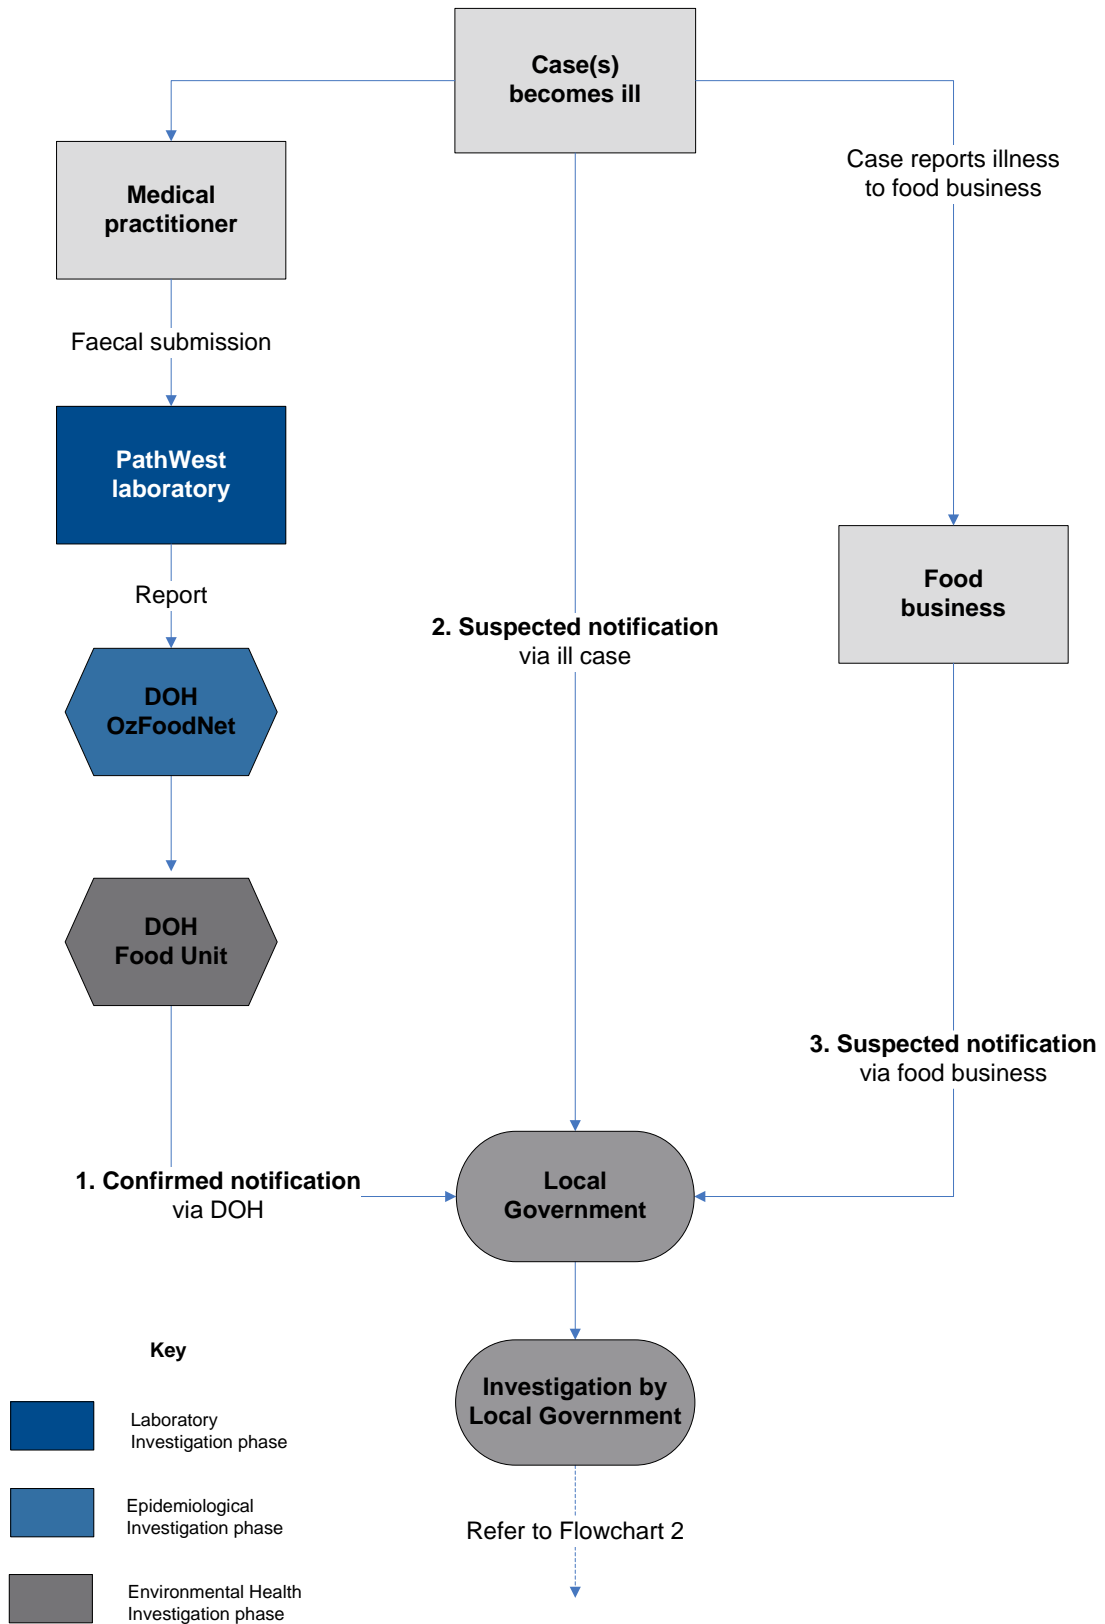 Case(s)
becomes ill
Case reports illness
to food business
Medical
practitioner
Faecal submission
PathWest
laboratory
Report
Food
business
2. Suspected notification
via ill case
DOH
OzFoodNet
DOH
Food Unit
3. Suspected notification
via food business
1. Confirmed notification
via DOH
Local
Government
Investigation by
Local Government
Refer to Flowchart 2
Key
Laboratory
Investigation phase
Epidemiological
Investigation phase
Environmental Health
Investigation phase